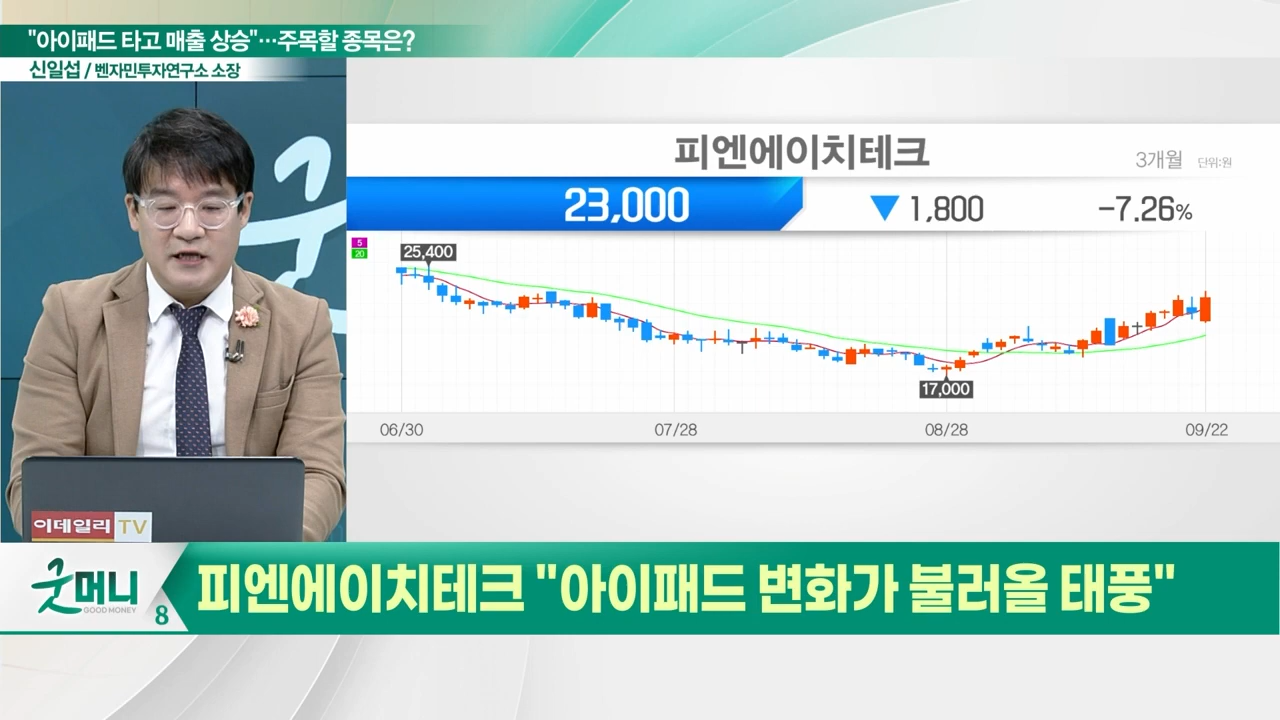 "아이패드 타고 매출 상승"…주목할 종목은?
신일섭 / 벤자민투자연구소 소장
피엔에이치테크
3개월 단위:원
23,000 ▼ 1,800 -7.26%
5
20
25,400
17,000
06/30 07/28 08/28 09/22
이데일리 TV
굿머니
GOOD MONEY
8
피엔에이치테크 "아이패드 변화가 불러올 태풍"